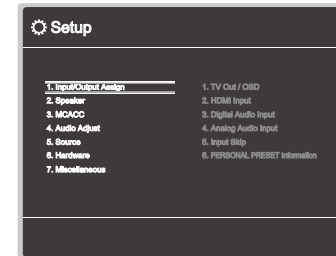 Setup
1. Input/Output Assign
2. Speaker
3. MCACC
4. Audio Adjust
5. Source
6. Hardware
7. Miscellaneous
1. TV Out / OSD
2. HDMI Input
3. Digital Audio Input
4. Analog Audio Input
5. Input Skip
6. PERSONAL PRESET Information